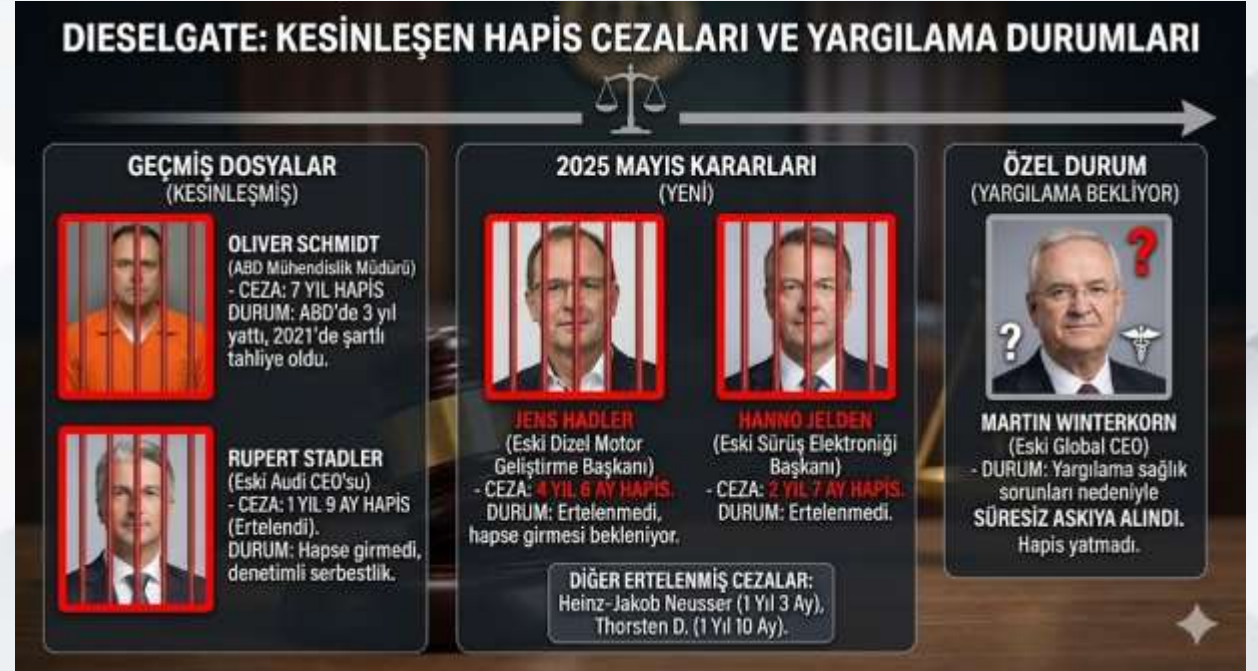 DIESELGATE: KESİNLEŞEN HAPİS CEZALARI VE YARGILAMA DURUMLARI
GEÇMİŞ DOSYALAR
(KESİNLEŞMİŞ)
OLIVER SCHMIDT
(ABD Mühendislik Müdürü)
- CEZA: 7 YIL HAPİS
DURUM: ABD'de 3 yıl
yattı, 2021'de şartlı
tahliye oldu.
RUPERT STADLER
(Eski Audi CEO'su)
- CEZA: 1 YIL 9 AY HAPİS
(Ertelendi).
DURUM: Hapse girmedi,
denetimli serbestlik.
2025 MAYIS KARARLARI
(YENİ)
JENS HADLER
(Eski Dizel Motor
Geliştirme Başkanı)
- CEZA: 4 YIL 6 AY HAPİS.
DURUM: Ertelenmedi,
hapse girmesi bekleniyor.
HANNO JELDEN
(Eski Sürüş Elektroniği
Başkanı)
- CEZA: 2 YIL 7 AY HAPİS.
DURUM: Ertelenmedi.
DİĞER ERTELENMİŞ CEZALAR:
Heinz-Jakob Neusser (1 Yıl 3 Ay),
Thorsten D. (1 Yıl 10 Ay).
ÖZEL DURUM
(YARGILAMA BEKLİYOR)
?
?
MARTIN WINTERKORN
(Eski Global CEO)
- DURUM: Yargılama sağlık
sorunları nedeniyle
SÜRESİZ ASKIYA ALINDI.
Hapis yatmadı.